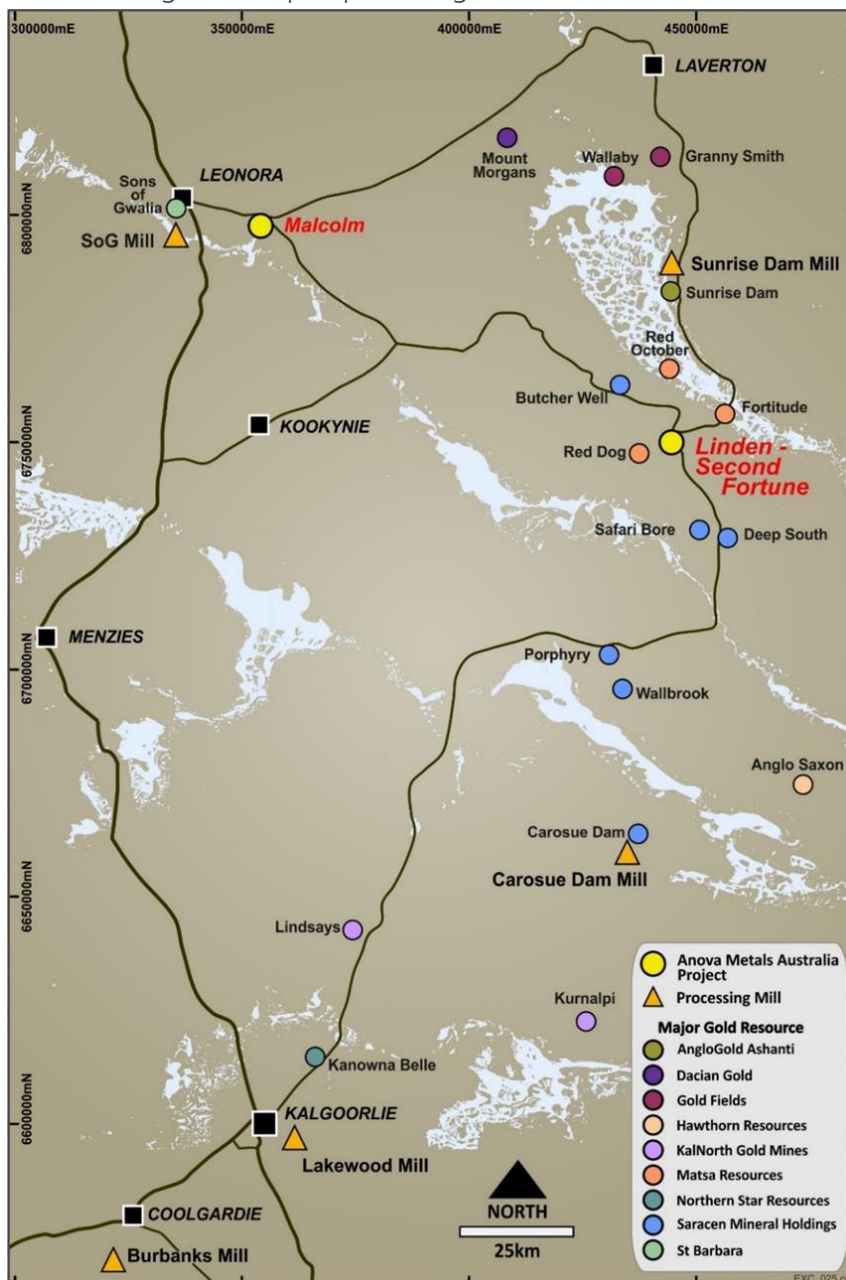 300000mE
350000mE
400000mE
450000mE
LAVERTON
Mount
Morgans
Wallaby
Granny Smith
Sons
of
Gwalia
LEONORA
6800000mN
SoG Mill
Malcolm
Sunrise Dam Mill
Sunrise Dam
Red
October
Butcher Well
Fortitude
KOOKYNIE
6750000mN
Red Dog
Linden -
Second
Fortune
Safari Bore
Deep South
MENZIES
Porphyry
6700000mN
Wallbrook
Anglo Saxon
Carosue Dam
Carosue Dam Mill
6650000mN
Lindsays
Kurnalpi
Kanowna Belle
6600000mN
KALGOORLIE
Lakewood Mill
COOLGARDIE
Burbanks Mill
NORTH
25km
Anova Metals Australia
Project
Processing Mill
Major Gold Resource
AngloGold Ashanti
Dacian Gold
Gold Fields
Hawthorn Resources
KalNorth Gold Mines
Matsa Resources
Northern Star Resources
Saracen Mineral Holdings
St Barbara